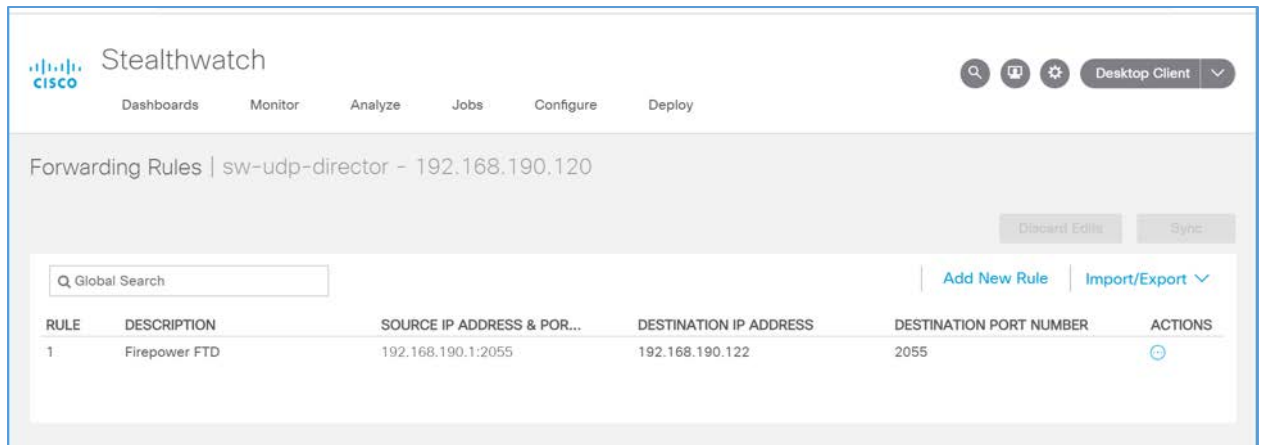 Stealthwatch
CISCO
Desktop Client
Dashboards Monitor Analyze Jobs Configure Deploy
Forwarding Rules | sw-udp-director - 192.168.190.120
Discard Edits Sync
Global Search
Add New Rule Import/Export
RULE DESCRIPTION SOURCE IP ADDRESS & POR... DESTINATION IP ADDRESS DESTINATION PORT NUMBER ACTIONS
1 Firepower FTD 192.168.190.1:2055 192.168.190.122 2055